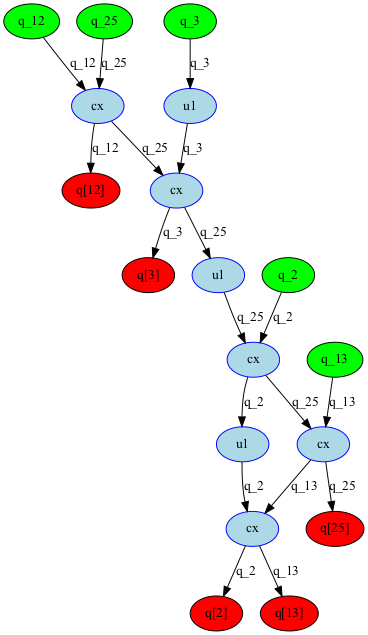 q_12 q_25 q_3
q_12 q_25 q_3
cx u1
q_12 q_25 q_3
q[12] cx
q_3 q_25
q[3] u1 q_2
q_25 q_2
cx q_13
q_2 q_25 q_13
u1 cx
q_2 q_13 q_25
cx q[25]
q_2 q_13
q[2] q[13]